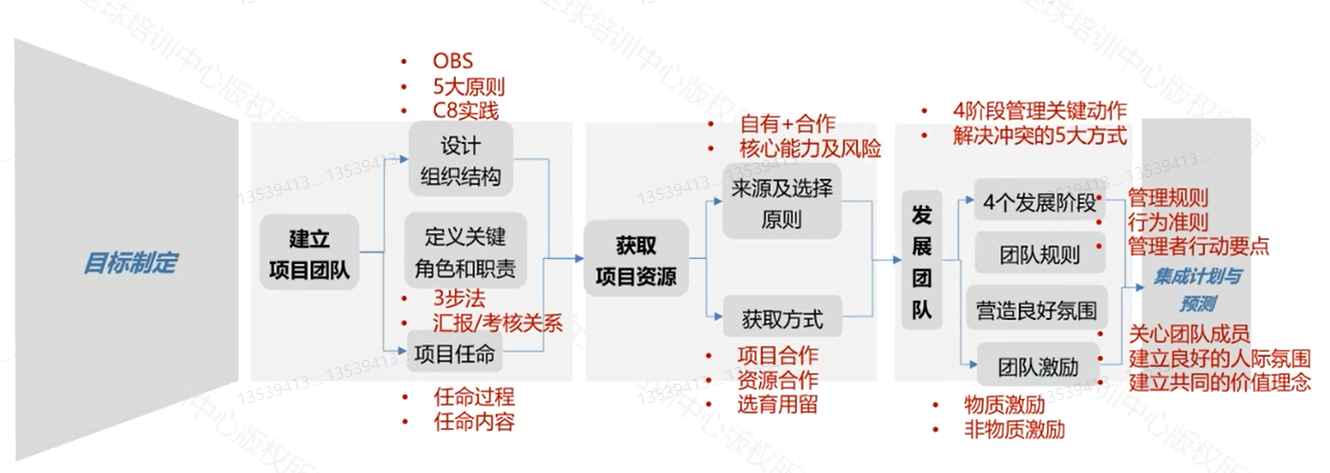 目标制定
建立
项目团队
OBS
5大原则
C8实践
设计
组织结构
定义关键
角色和职责
3步法
汇报/考核关系
项目任命
任命过程
任命内容
获取
项目资源
自有+合作
核心能力及风险
来源及选择
原则
获取方式
项目合作
资源合作
选育用留
发
展
团
队
4阶段管理关键动作
解决冲突的5大方式
4个发展阶段
团队规则
管理规则
行为准则
管理者行动要点
营造良好氛围
关心团队成员
建立良好的人际氛围
建立共同的价值理念
团队激励
物质激励
非物质激励
集成计划与
预测
13539413... 13539413...
13539413... 13539413...
13539413... 13539413...
13539413... 13539413...